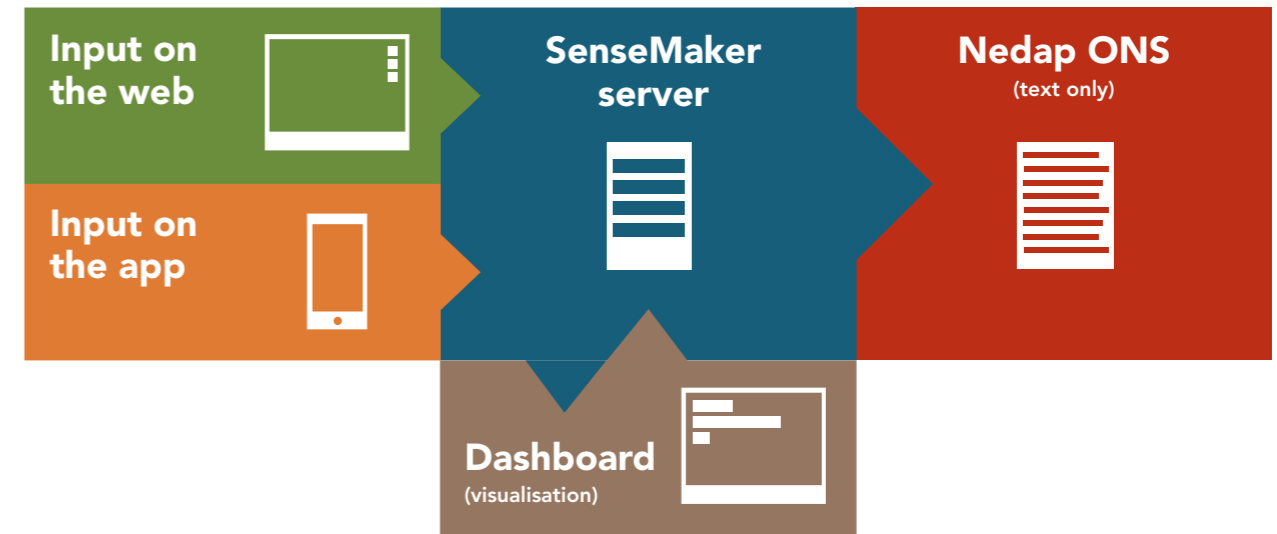 Input on
the web
SenseMaker
server
Nedap ONS
(text only)
Input on
the app
Dashboard
(visualisation)